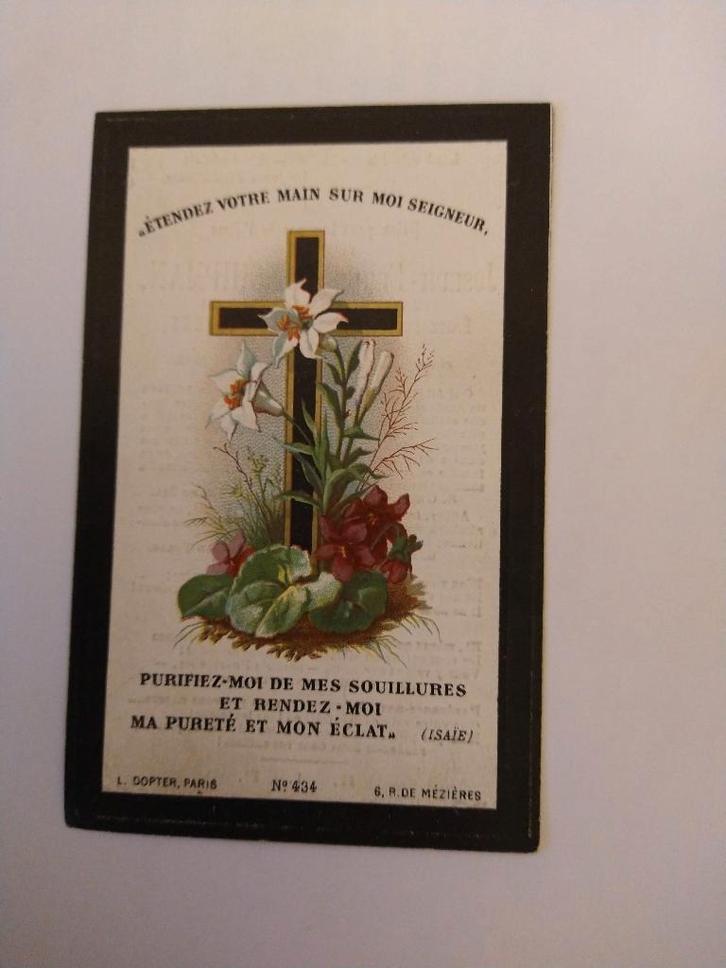 „ÉTENDEZ VOTRE MAIN SUR MOI SEIGNEUR,
PURIFIEZ-MOI DE MES SOUILLURES
ET RENDEZ-MOI
MA PURETÉ ET MON ÉCLAT„ (ISAÏE)
L. DOPTER, PARIS Nº 434 6, R. DE MÉZIÈRES